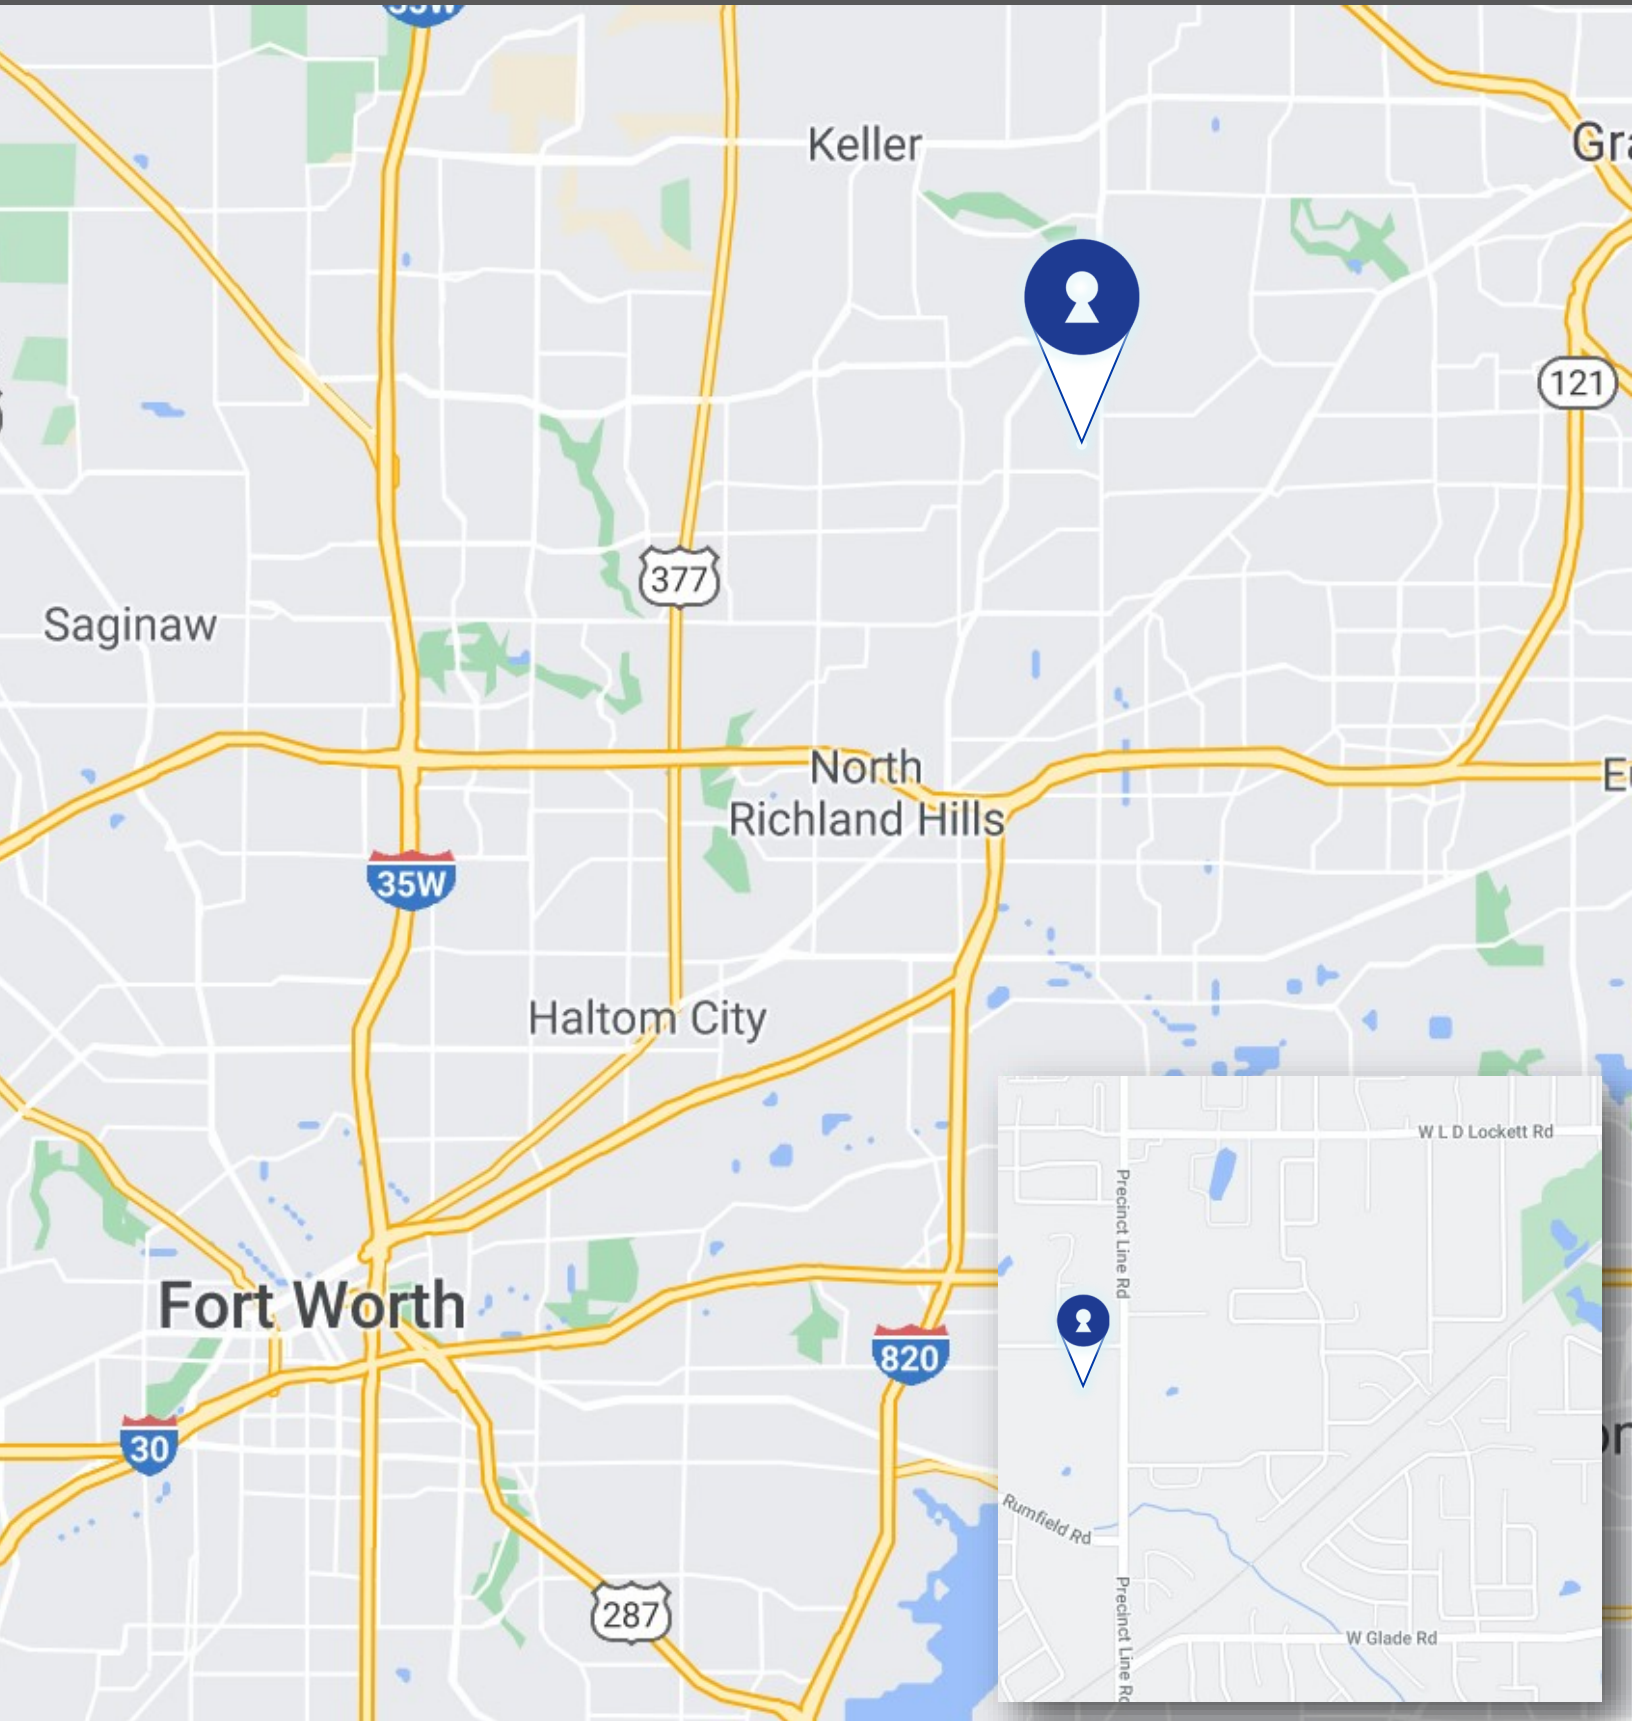 35W
Keller
Gra
121
377
Saginaw
North
Richland Hills
35W
Haltom City
Fort Worth
820
30
287
W L D Lockett Rd
Precinct Line Rd
Rumfield Rd
Precinct Line Rd
W Glade Rd